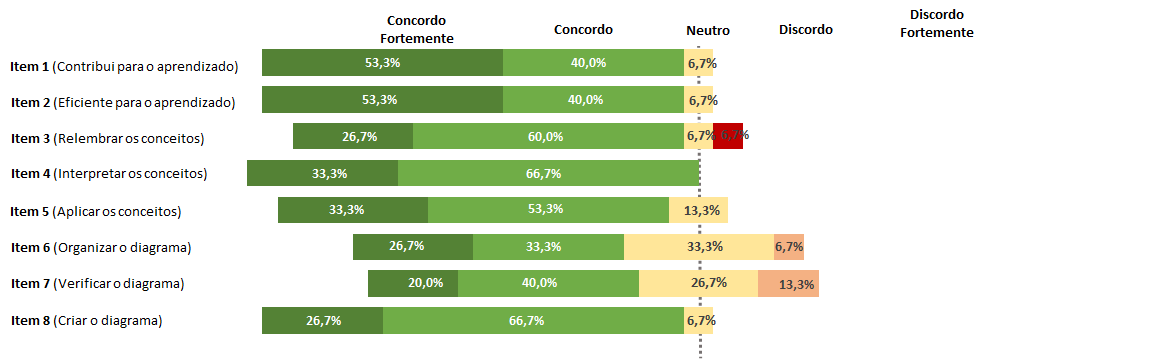 Concordo
Fortemente
Concordo
Neutro
Discordo
Discordo
Fortemente
Item 1 (Contribui para o aprendizado) 53,3% 40,0% 6,7%
Item 2 (Eficiente para o aprendizado) 53,3% 40,0% 6,7%
Item 3 (Relembrar os conceitos) 26,7% 60,0% 6,7% 6,7%
Item 4 (Interpretar os conceitos) 33,3% 66,7%
Item 5 (Aplicar os conceitos) 33,3% 53,3% 13,3%
Item 6 (Organizar o diagrama) 26,7% 33,3% 33,3% 6,7%
Item 7 (Verificar o diagrama) 20,0% 40,0% 26,7% 13,3%
Item 8 (Criar o diagrama) 26,7% 66,7% 6,7%